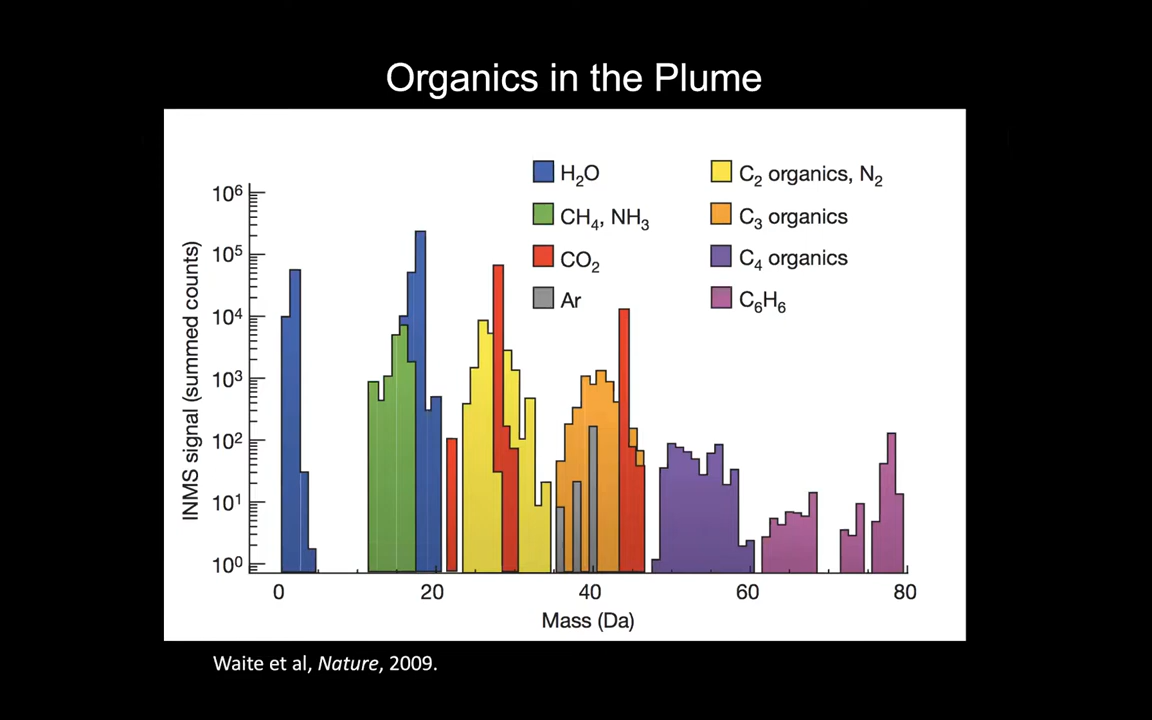 Organics in the Plume
H₂O
CH₄, NH₃
CO₂
Ar
C₂ organics, N₂
C₃ organics
C₄ organics
C₆H₆
INMS signal (summed counts)
10⁶
10⁵
10⁴
10³
10²
10¹
10⁰
0 20 40 60 80
Mass (Da)
Waite et al, Nature, 2009.